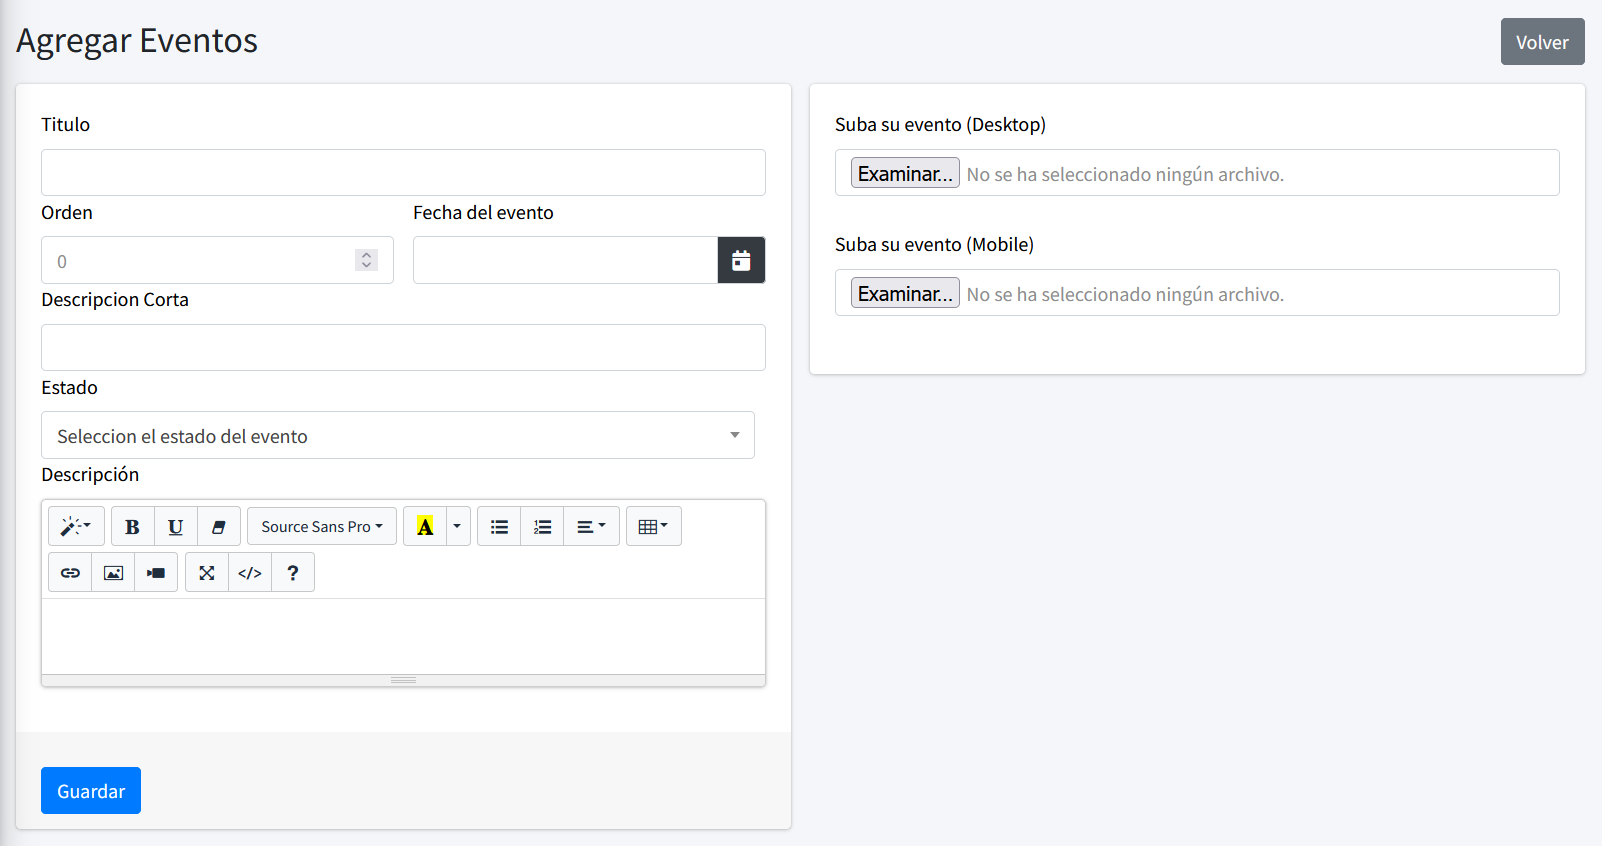 Agregar Eventos
Volver
Titulo
Orden
Fecha del evento
0
Descripcion Corta
Estado
Seleccion el estado del evento
Descripción
B U Source Sans Pro A
</> ?
Guardar
Suba su evento (Desktop)
Examinar... No se ha seleccionado ningún archivo.
Suba su evento (Mobile)
Examinar... No se ha seleccionado ningún archivo.